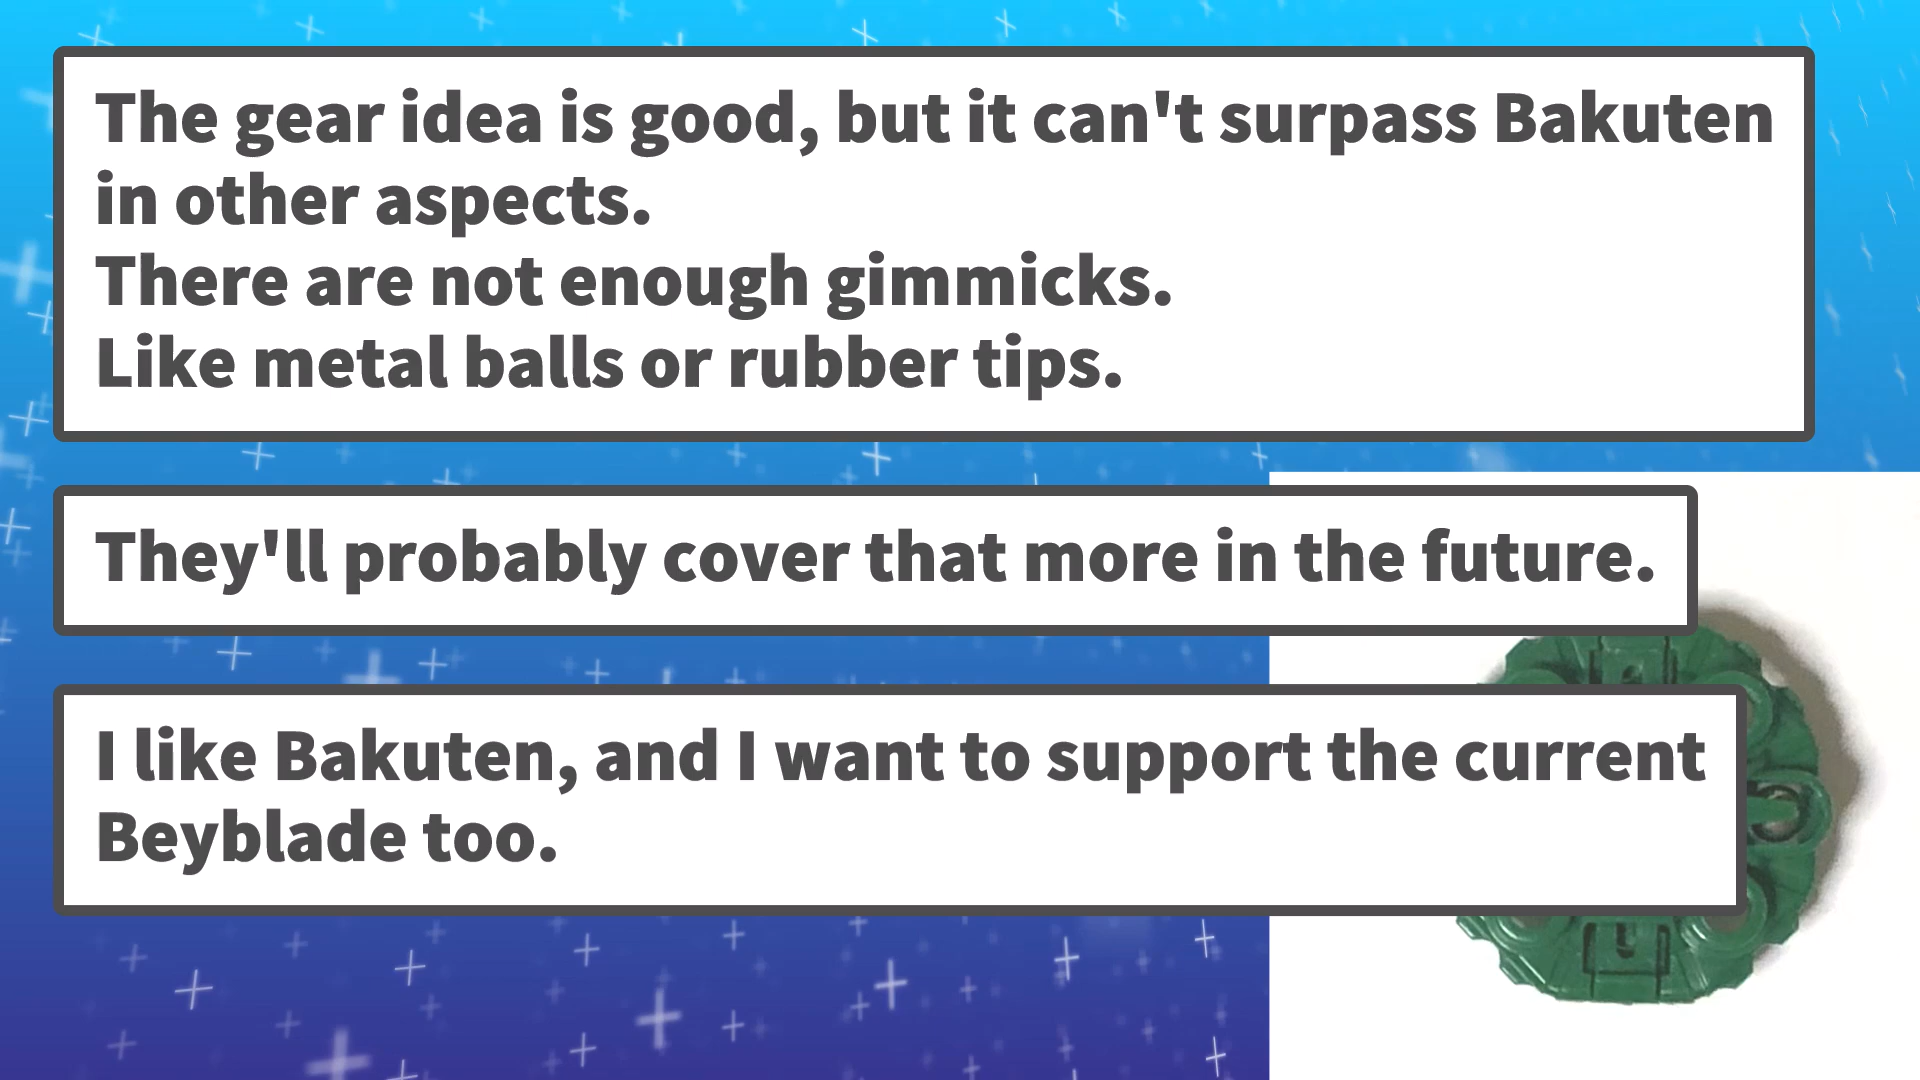 The gear idea is good, but it can't surpass Bakuten
in other aspects.
There are not enough gimmicks.
Like metal balls or rubber tips.
They'll probably cover that more in the future.
I like Bakuten, and I want to support the current
Beyblade too.